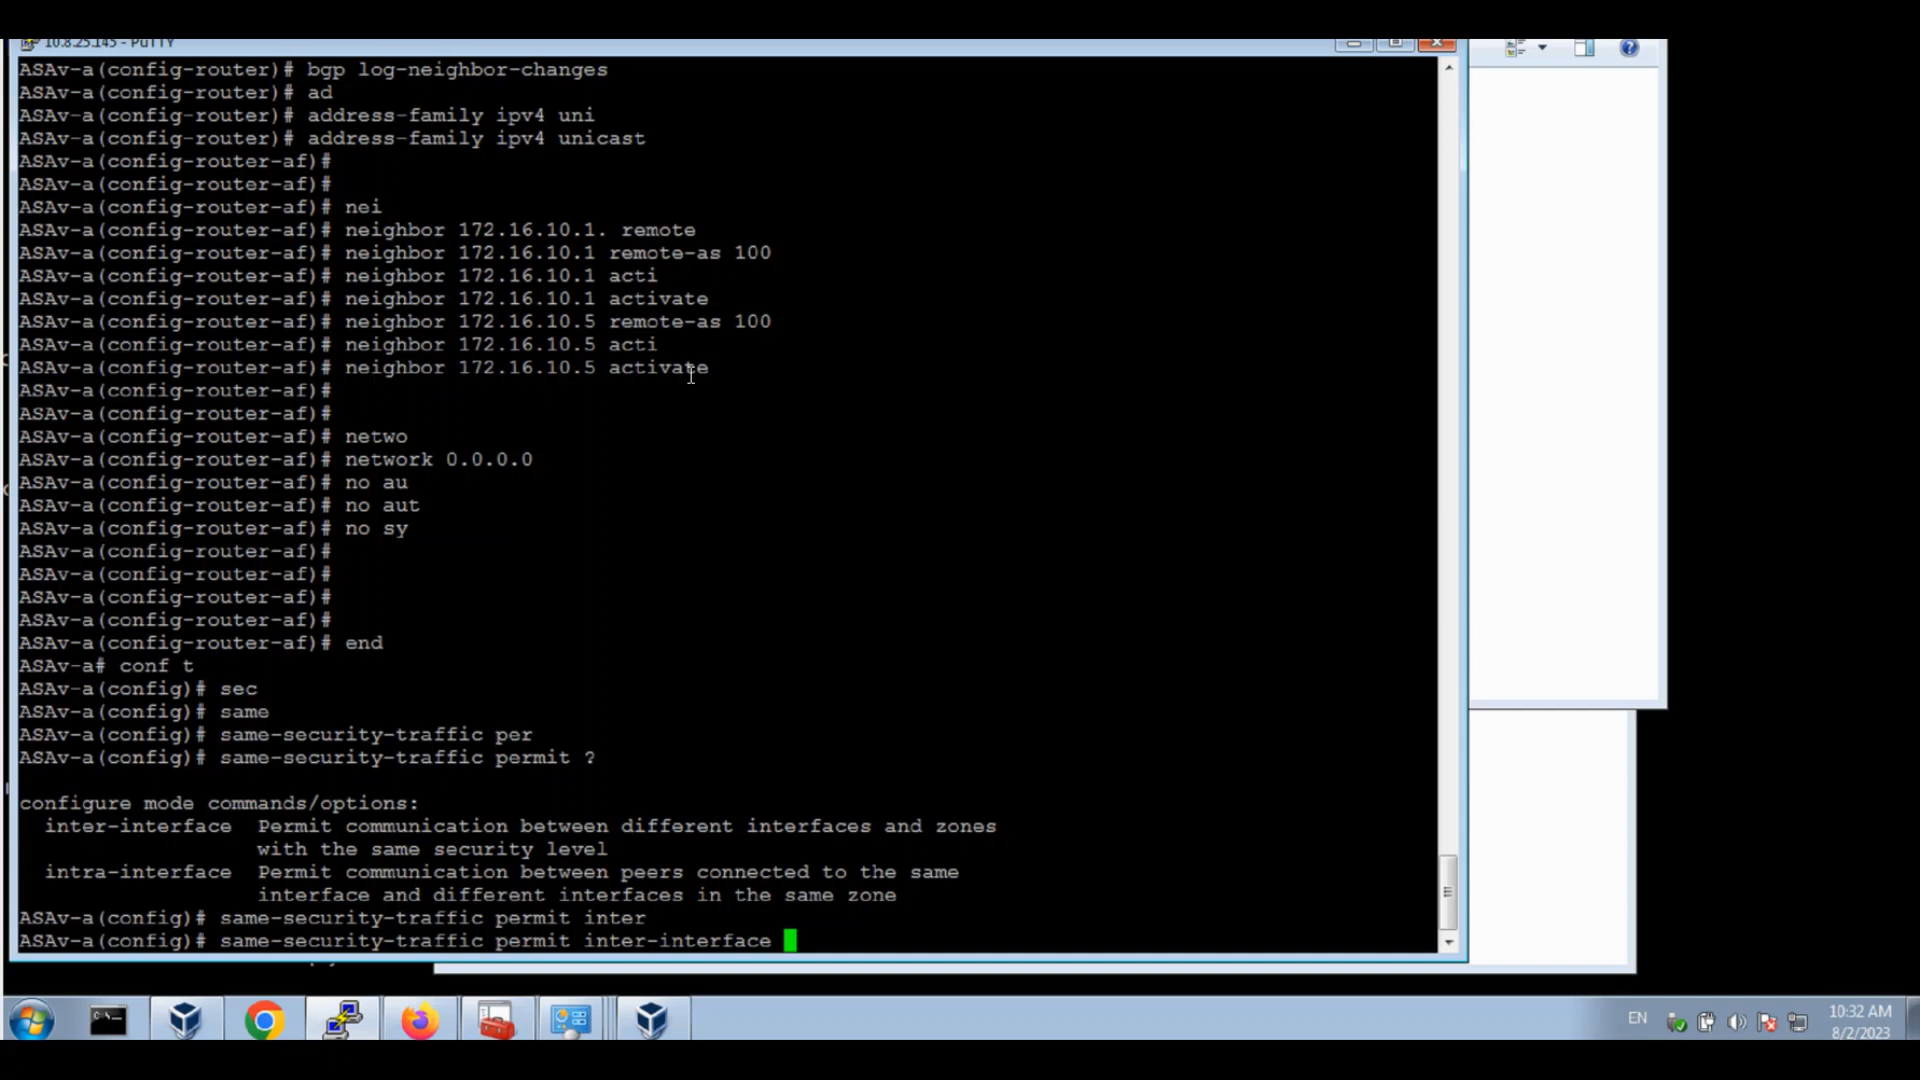 10.8.25.145 - PuTTY
ASAv-a(config-router)# bgp log-neighbor-changes
ASAv-a(config-router)# ad
ASAv-a(config-router)# address-family ipv4 uni
ASAv-a(config-router)# address-family ipv4 unicast
ASAv-a(config-router-af)#
ASAv-a(config-router-af)#
ASAv-a(config-router-af)# nei
ASAv-a(config-router-af)# neighbor 172.16.10.1. remote
ASAv-a(config-router-af)# neighbor 172.16.10.1 remote-as 100
ASAv-a(config-router-af)# neighbor 172.16.10.1 acti
ASAv-a(config-router-af)# neighbor 172.16.10.1 activate
ASAv-a(config-router-af)# neighbor 172.16.10.5 remote-as 100
ASAv-a(config-router-af)# neighbor 172.16.10.5 acti
ASAv-a(config-router-af)# neighbor 172.16.10.5 activate
ASAv-a(config-router-af)#
ASAv-a(config-router-af)#
ASAv-a(config-router-af)# netwo
ASAv-a(config-router-af)# network 0.0.0.0
ASAv-a(config-router-af)# no au
ASAv-a(config-router-af)# no aut
ASAv-a(config-router-af)# no sy
ASAv-a(config-router-af)#
ASAv-a(config-router-af)#
ASAv-a(config-router-af)#
ASAv-a(config-router-af)#
ASAv-a(config-router-af)# end
ASAv-a# conf t
ASAv-a(config)# sec
ASAv-a(config)# same
ASAv-a(config)# same-security-traffic per
ASAv-a(config)# same-security-traffic permit ?
configure mode commands/options:
inter-interface Permit communication between different interfaces and zones
with the same security level
intra-interface Permit communication between peers connected to the same
interface and different interfaces in the same zone
ASAv-a(config)# same-security-traffic permit inter
ASAv-a(config)# same-security-traffic permit inter-interface
EN
10:32 AM
8/2/2023